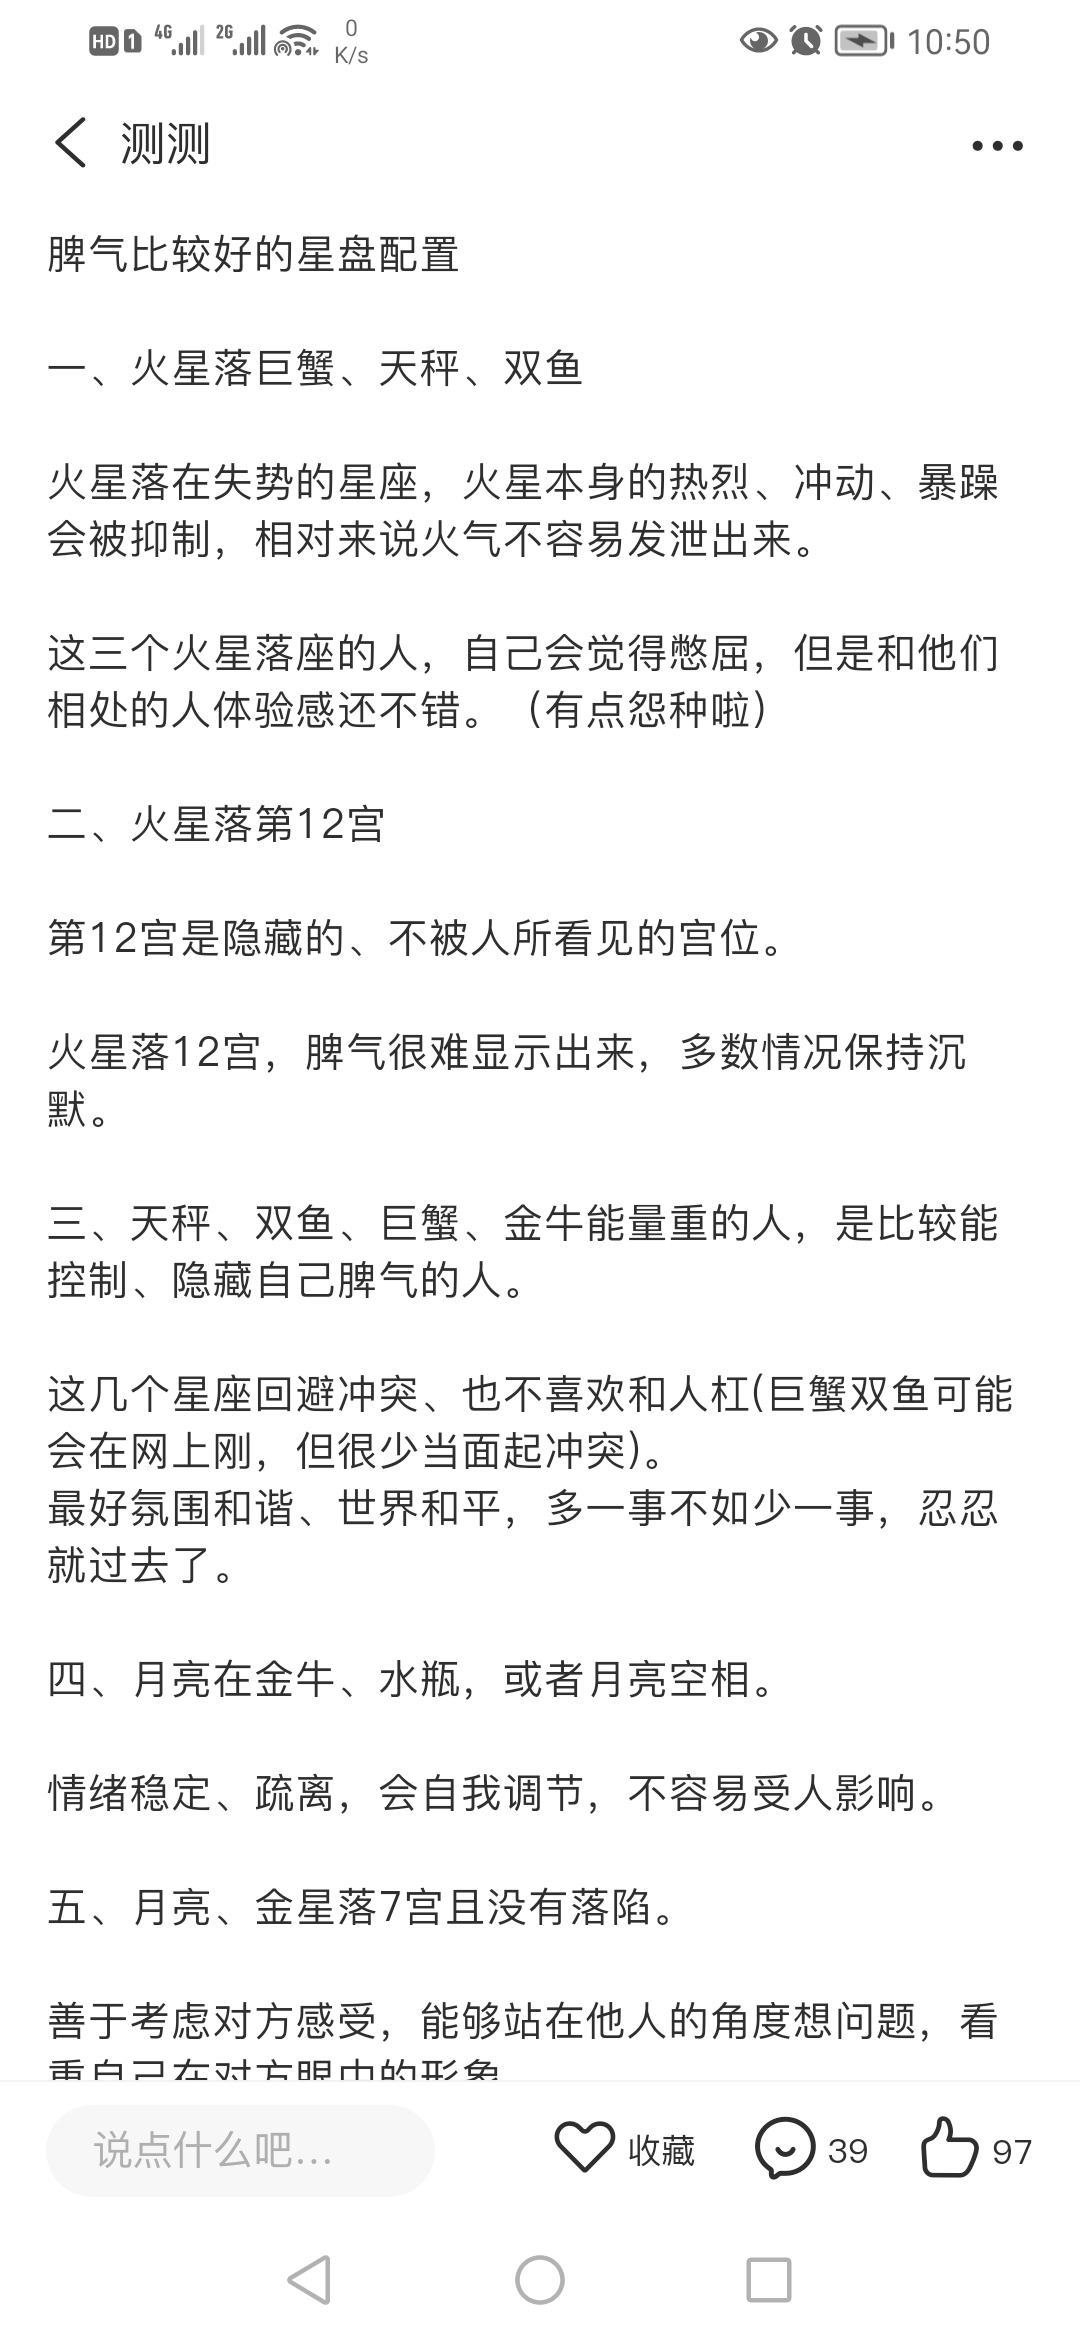 HD 1 4G 2G 0 K/s 10:50
测测
脾气比较好的星盘配置
一、火星落巨蟹、天秤、双鱼
火星落在失势的星座，火星本身的热烈、冲动、暴躁
会被抑制，相对来说火气不容易发泄出来。
这三个火星落座的人，自己会觉得憋屈，但是和他们
相处的人体验感还不错。（有点怨种啦）
二、火星落第12宫
第12宫是隐藏的、不被人所看见的宫位。
火星落12宫，脾气很难显示出来，多数情况保持沉
默。
三、天秤、双鱼、巨蟹、金牛能量重的人，是比较能
控制、隐藏自己脾气的人。
这几个星座回避冲突、也不喜欢和人杠(巨蟹双鱼可能
会在网上刚，但很少当面起冲突)。
最好氛围和谐、世界和平，多一事不如少一事，忍忍
就过去了。
四、月亮在金牛、水瓶，或者月亮空相。
情绪稳定、疏离，会自我调节，不容易受人影响。
五、月亮、金星落7宫且没有落陷。
善于考虑对方感受，能够站在他人的角度想问题，看
重自己在对方眼中的形象
说点什么吧... 收藏 39 97